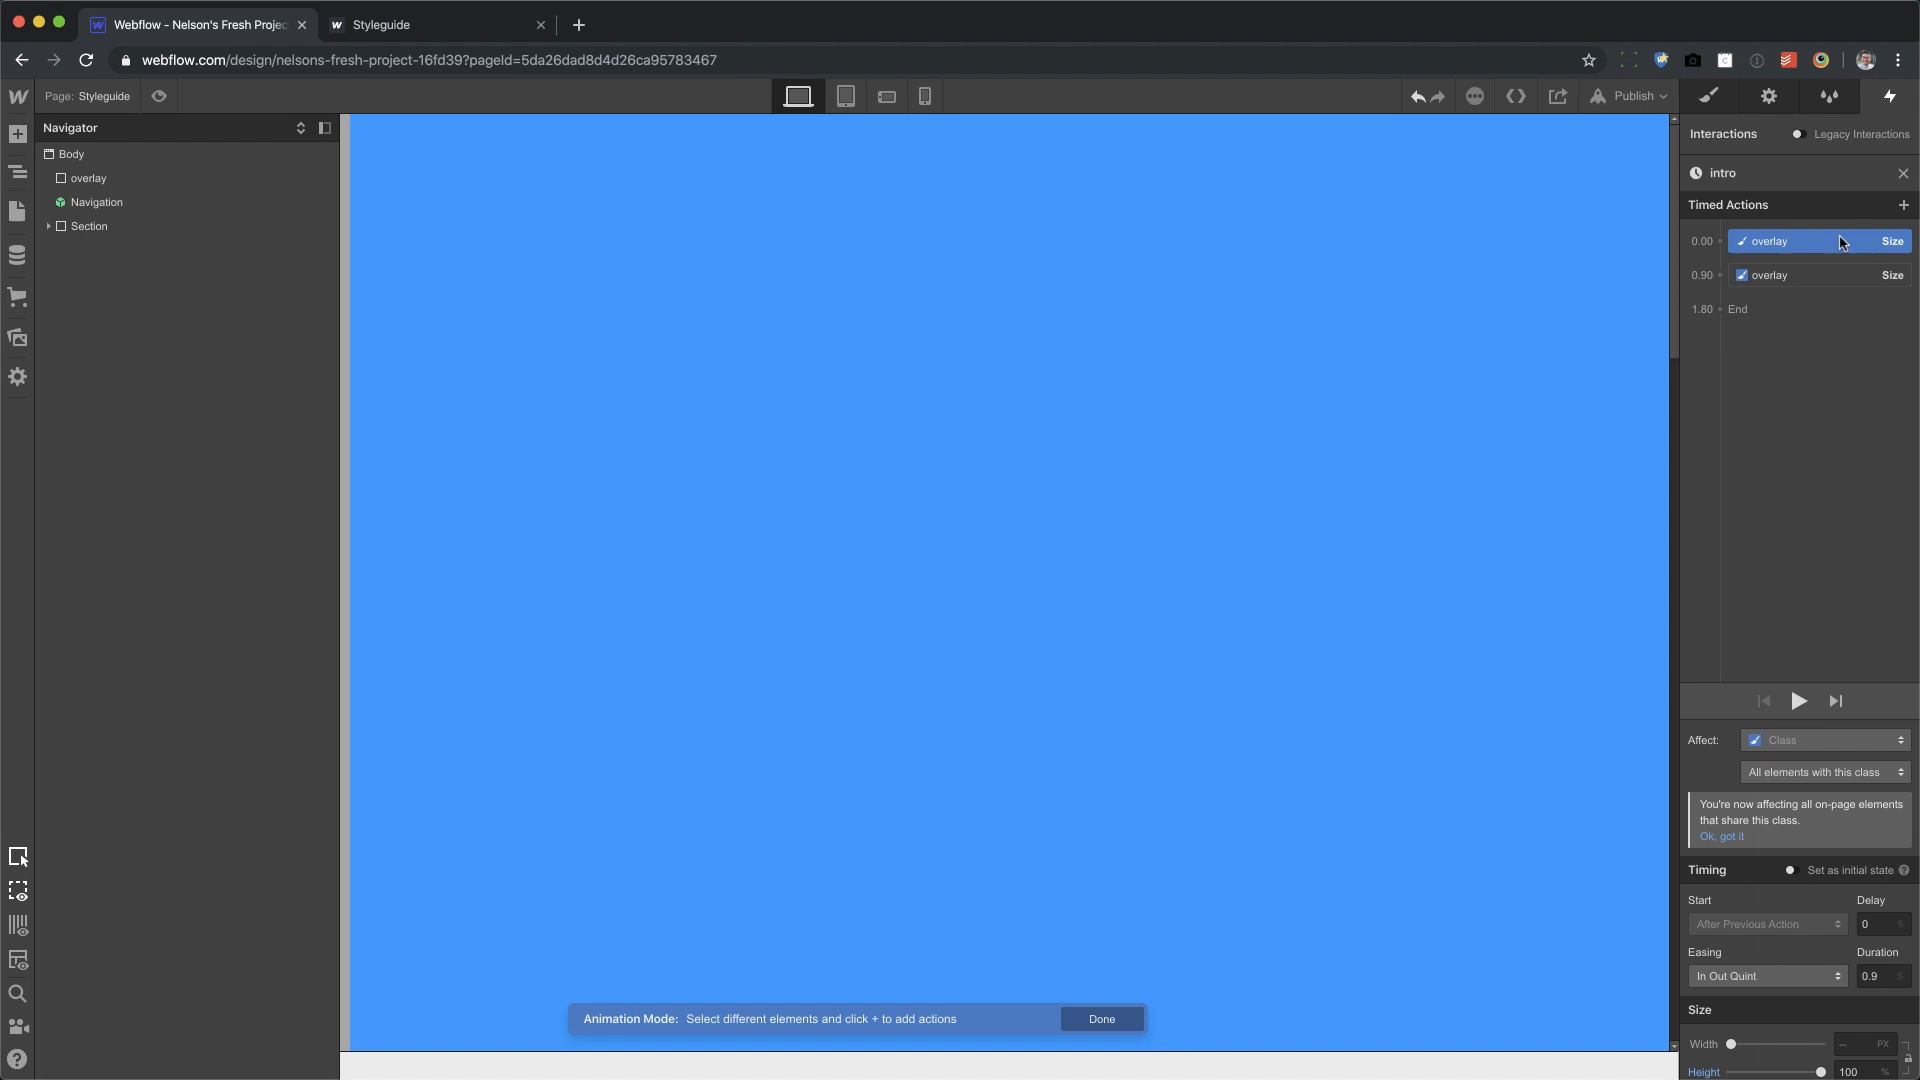 Webflow - Nelson's Fresh Projec
Styleguide
webflow.com/design/nelsons-fresh-project-16fd39?pageId=5da26dad8d4d26ca95783467
Page: Styleguide
Publish
Navigator
Body
overlay
Navigation
Section
Interactions
Legacy Interactions
intro
Timed Actions
0.00 overlay Size
0.90 overlay Size
1.80 End
Affect: Class
All elements with this class
You're now affecting all on-page elements
that share this class.
Ok, got it
Timing Set as initial state ?
Start Delay
After Previous Action 0 S
Easing Duration
In Out Quint 0.9 S
Size
Width -- PX
Height 100 %
Animation Mode: Select different elements and click + to add actions
Done